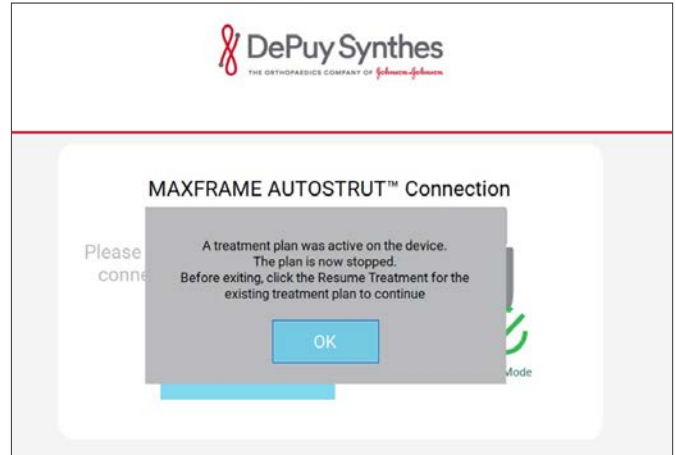 DePuy Synthes
THE ORTHOPAEDICS COMPANY OF Johnson&Johnson
MAXFRAME AUTOSTRUT™ Connection
Please
A treatment plan was active on the device.
The plan is now stopped.
Before exiting, click the Resume Treatment for the
existing treatment plan to continue
OK
Mode